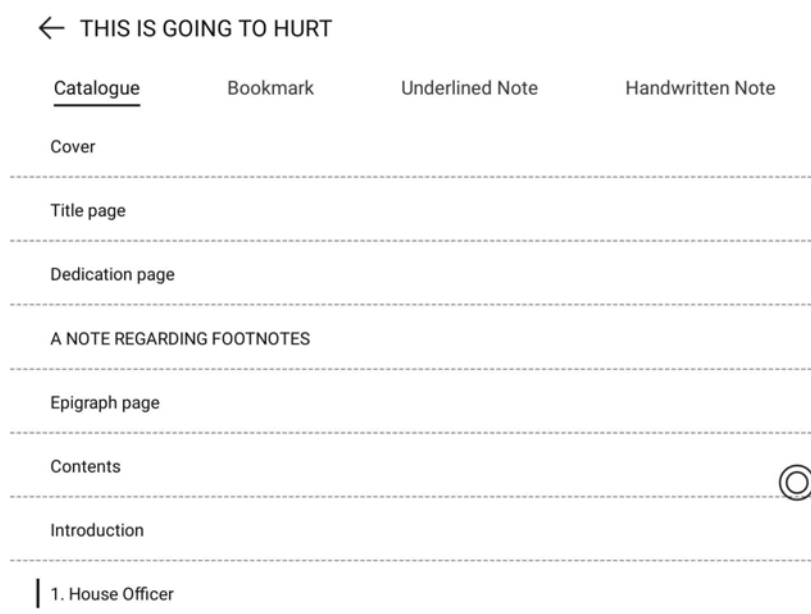 THIS IS GOING TO HURT
Catalogue Bookmark Underlined Note Handwritten Note
Cover
Title page
Dedication page
A NOTE REGARDING FOOTNOTES
Epigraph page
Contents
Introduction
1. House Officer